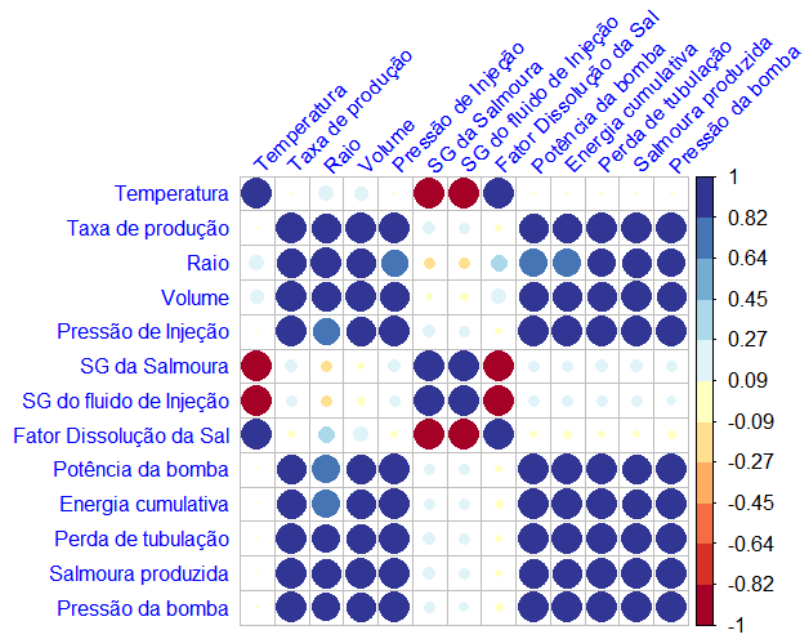 Temperatura
Taxa de produção
Raio
Volume
Pressão de Injeção
SG da Salmoura
SG do fluido de Injeção
Fator Dissolução da Sal
Potência da bomba
Energia cumulativa
Perda de tubulação
Salmoura produzida
Pressão da bomba
Temperatura
Taxa de produção
Raio
Volume
Pressão de Injeção
SG da Salmoura
SG do fluido de Injeção
Fator Dissolução da Sal
Potência da bomba
Energia cumulativa
Perda de tubulação
Salmoura produzida
Pressão da bomba
1
0.82
0.64
0.45
0.27
0.09
-0.09
-0.27
-0.45
-0.64
-0.82
-1